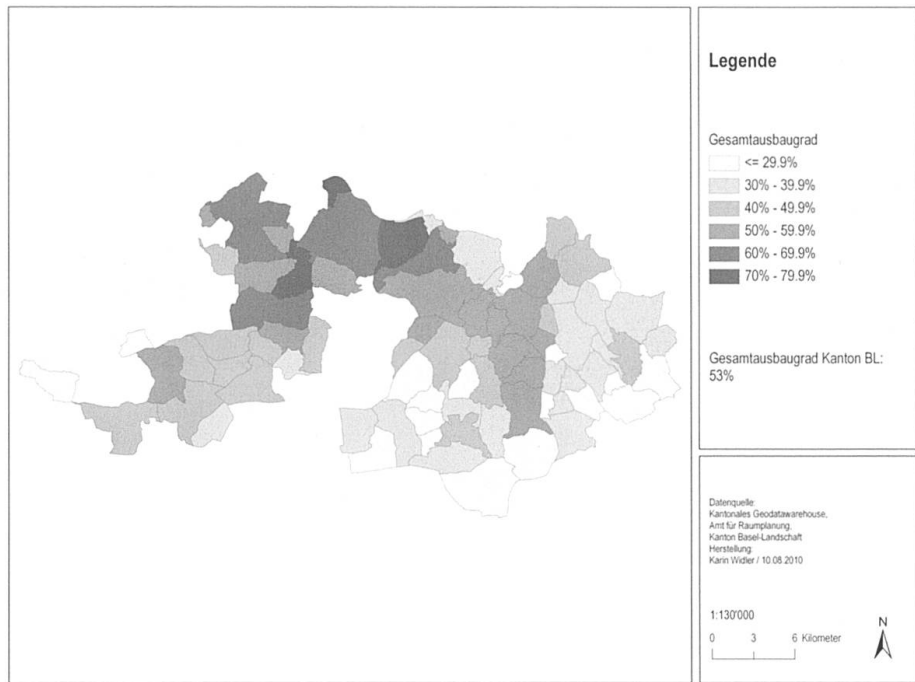 Legende
Gesamtausbaugrad
<= 29.9%
30% - 39.9%
40% - 49.9%
50% - 59.9%
60% - 69.9%
70% - 79.9%
Gesamtausbaugrad Kanton BL:
53%
Datenquelle:
Kantonales Geodatawarehouse,
Amt für Raumplanung,
Kanton Basel-Landschaft
Herstellung:
Karin Widler / 10.08.2010
1:130'000
N
0 3 6 Kilometer